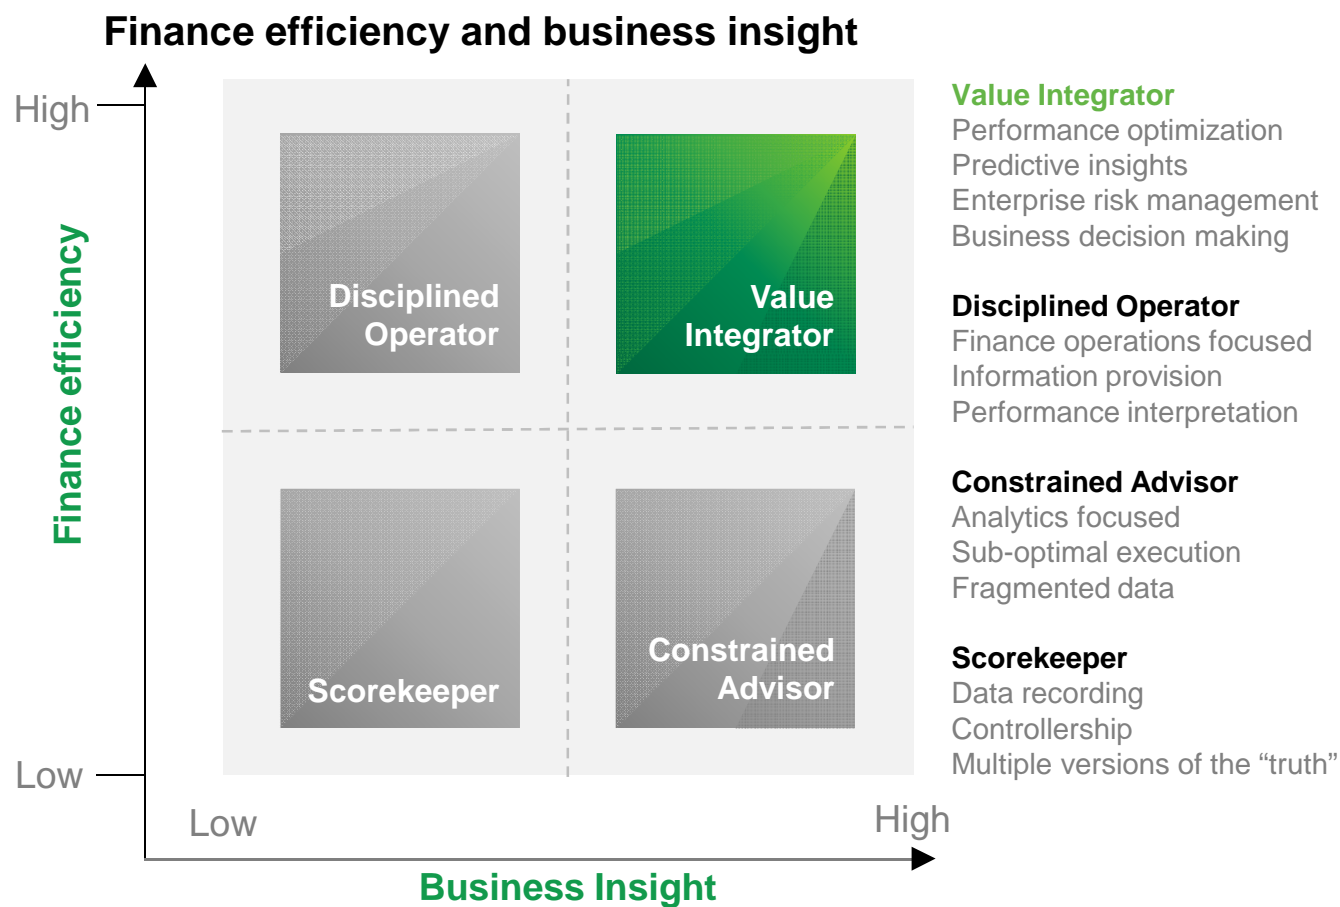 Finance efficiency and business insight
High
Finance efficiency
Low
Disciplined
Operator
Value
Integrator
Scorekeeper
Constrained
Advisor
Low
High
Business Insight
Value Integrator
Performance optimization
Predictive insights
Enterprise risk management
Business decision making
Disciplined Operator
Finance operations focused
Information provision
Performance interpretation
Constrained Advisor
Analytics focused
Sub-optimal execution
Fragmented data
Scorekeeper
Data recording
Controllership
Multiple versions of the “truth”